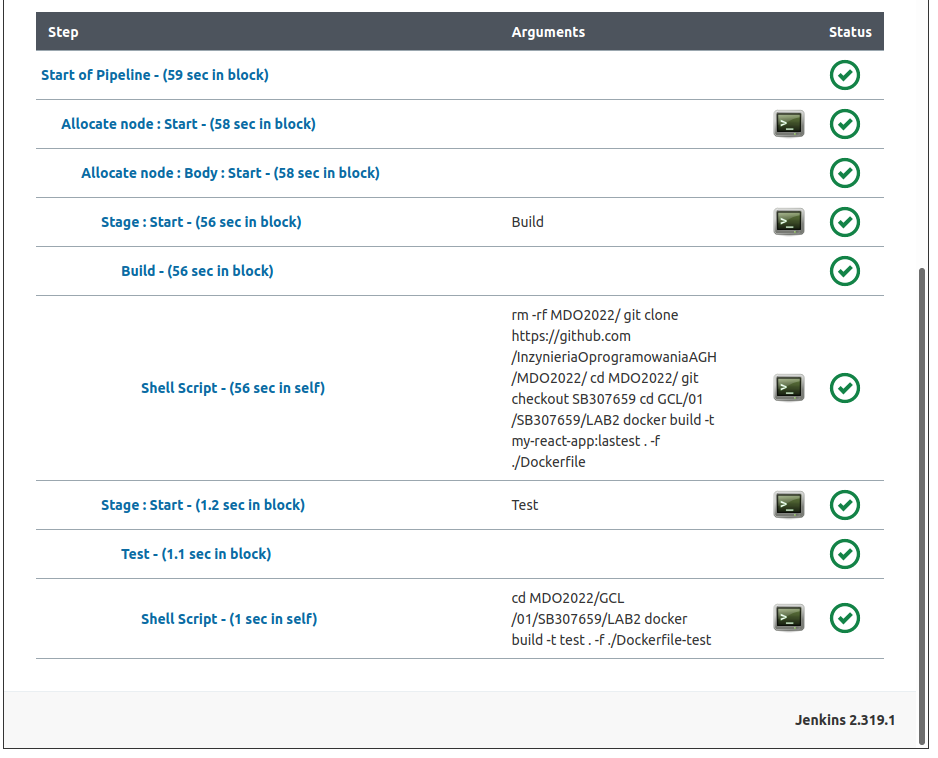 Step Arguments Status
Start of Pipeline - (59 sec in block)
Allocate node : Start - (58 sec in block)
Allocate node : Body : Start - (58 sec in block)
Stage : Start - (56 sec in block) Build
Build - (56 sec in block)
rm -rf MDO2022/ git clone
https://github.com
/InzynieriaOprogramowaniaAGH
/MDO2022/ cd MDO2022/ git
Shell Script - (56 sec in self)
checkout SB307659 cd GCL/01
/SB307659/LAB2 docker build -t
my-react-app:lastest . -f
./Dockerfile
Stage : Start - (1.2 sec in block) Test
Test - (1.1 sec in block)
cd MDO2022/GCL
Shell Script - (1 sec in self) /01/SB307659/LAB2 docker
build -t test . -f ./Dockerfile-test
Jenkins 2.319.1